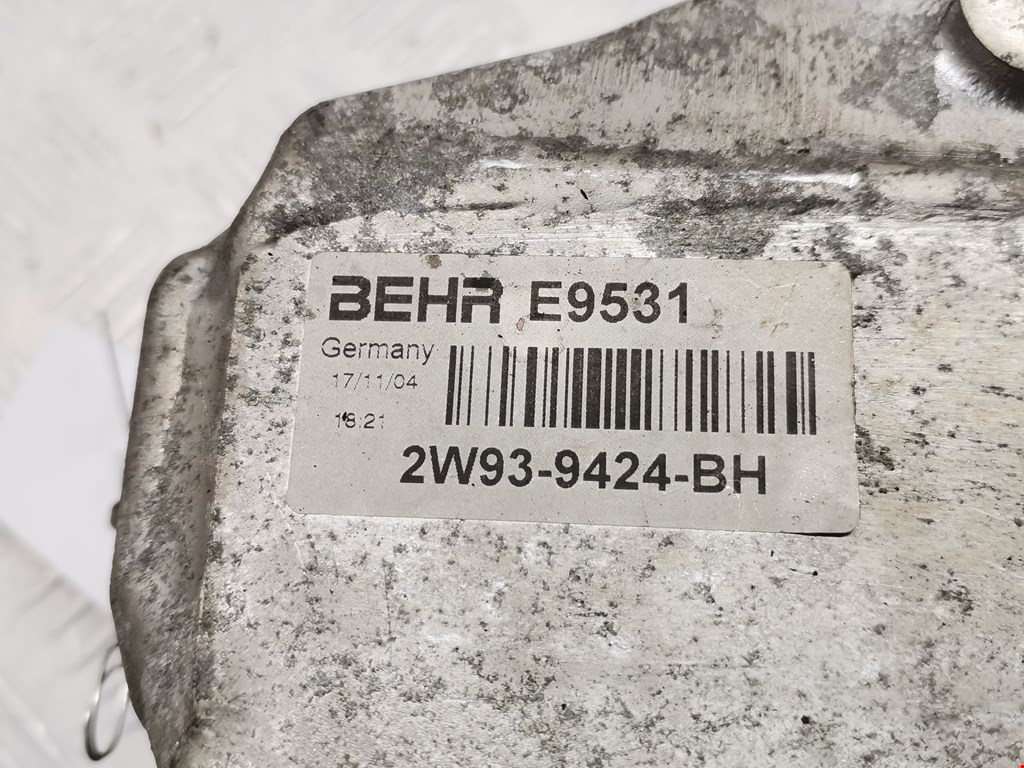 BEHR E9531
Germany
17/11/04
18:21
2W93-9424-BH